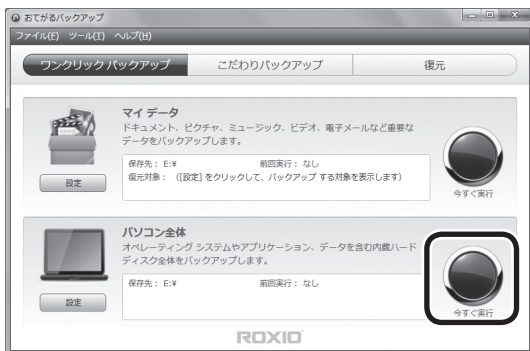 おてがるバックアップ
ファイル(F) ツール(T) ヘルプ(H)
ワンクリックバックアップ こだわりバックアップ 復元
マイ データ
ドキュメント、ピクチャ、ミュージック、ビデオ、電子メールなど重要な
データをバックアップします。
保存先： E:¥ 前回実行： なし
復元対象： （[設定] をクリックして、バックアップ する対象を表示します）
設定
今すぐ実行
パソコン全体
オペレーティング システムやアプリケーション、データを含む内蔵ハード
ディスク全体をバックアップします。
保存先： E:¥ 前回実行： なし
設定
今すぐ実行
ROXIO